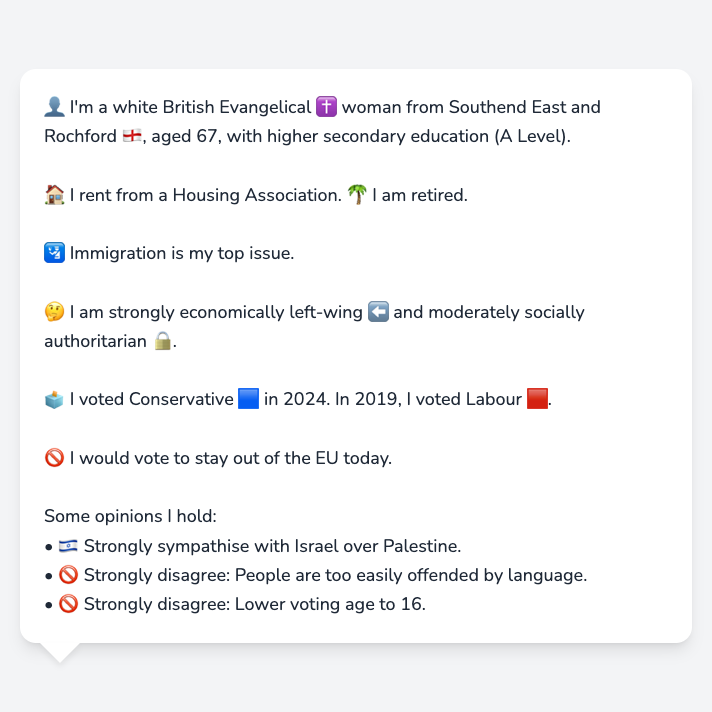 👤 I'm a white British Evangelical ✝️ woman from Southend East and
Rochford 🏴󠁧󠁢󠁥󠁮󠁧󠁿, aged 67, with higher secondary education (A Level).
🏠 I rent from a Housing Association. 🌴 I am retired.
🛂 Immigration is my top issue.
🤔 I am strongly economically left-wing ⬅️ and moderately socially
authoritarian 🔒.
🗳️ I voted Conservative 🟦 in 2024. In 2019, I voted Labour 🟥.
🚫 I would vote to stay out of the EU today.
Some opinions I hold:
• 🇮🇱 Strongly sympathise with Israel over Palestine.
• 🚫 Strongly disagree: People are too easily offended by language.
• 🚫 Strongly disagree: Lower voting age to 16.